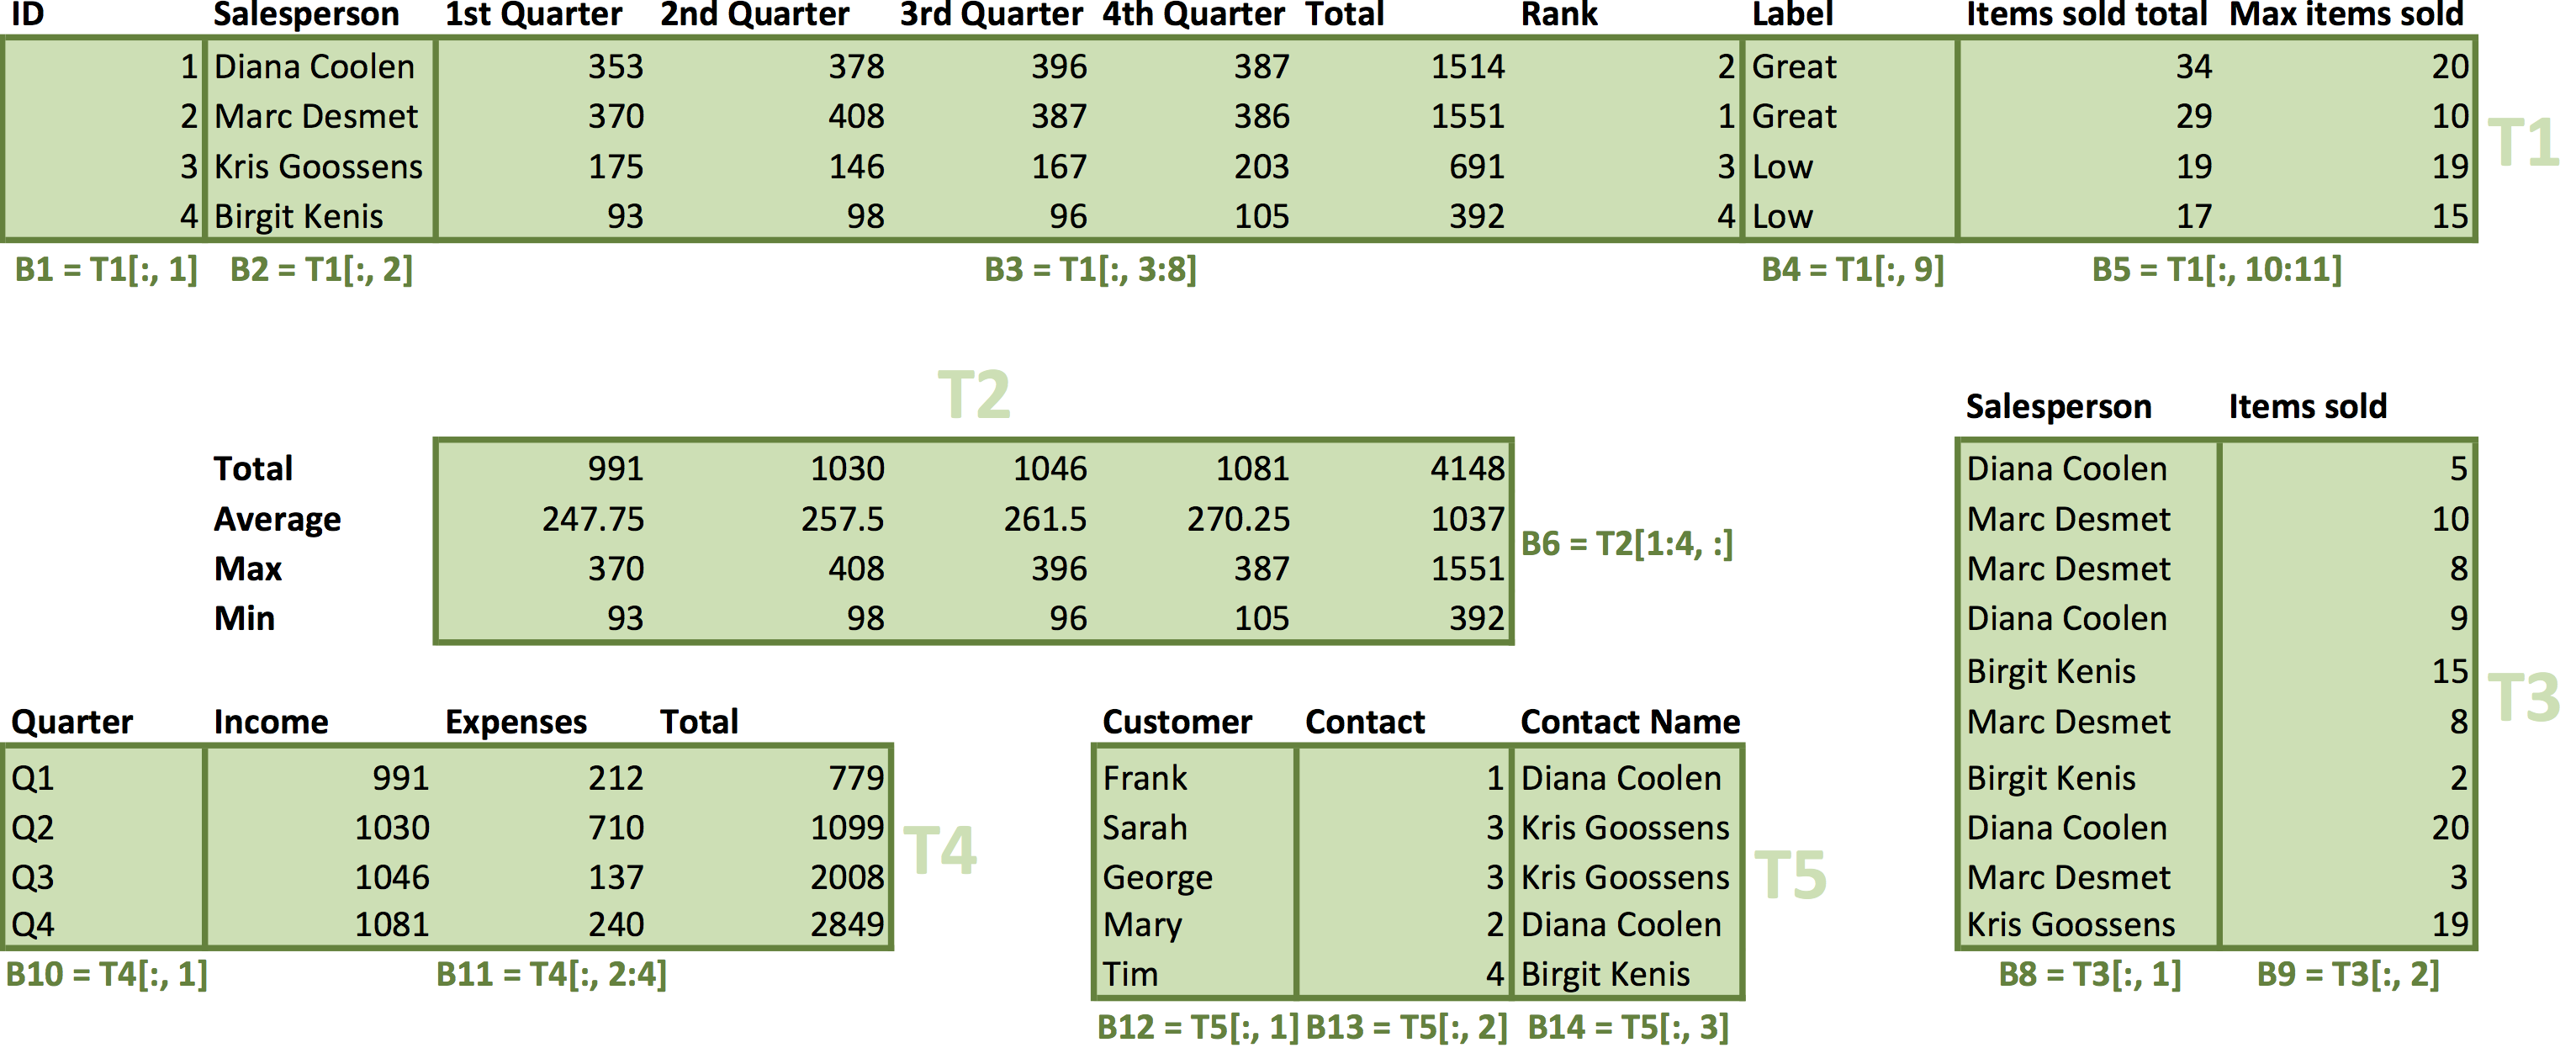 ID Salesperson 1st Quarter 2nd Quarter 3rd Quarter 4th Quarter Total Rank Label Items sold total Max items sold
1 Diana Coolen 353 378 396 387 1514 2 Great 34 20
2 Marc Desmet 370 408 387 386 1551 1 Great 29 10
3 Kris Goossens 175 146 167 203 691 3 Low 19 19
4 Birgit Kenis 93 98 96 105 392 4 Low 17 15
T1
B1 = T1[:, 1] B2 = T1[:, 2] B3 = T1[:, 3:8] B4 = T1[:, 9] B5 = T1[:, 10:11]
T2
Total 991 1030 1046 1081 4148
Average 247.75 257.5 261.5 270.25 1037
Max 370 408 396 387 1551
Min 93 98 96 105 392
B6 = T2[1:4, :]
Salesperson Items sold
Diana Coolen 5
Marc Desmet 10
Marc Desmet 8
Diana Coolen 9
Birgit Kenis 15
Marc Desmet 8
Birgit Kenis 2
Diana Coolen 20
Marc Desmet 3
Kris Goossens 19
T3
B8 = T3[:, 1] B9 = T3[:, 2]
Quarter Income Expenses Total
Q1 991 212 779
Q2 1030 710 1099
Q3 1046 137 2008
Q4 1081 240 2849
T4
B10 = T4[:, 1] B11 = T4[:, 2:4]
Customer Contact Contact Name
Frank 1 Diana Coolen
Sarah 3 Kris Goossens
George 3 Kris Goossens
Mary 2 Diana Coolen
Tim 4 Birgit Kenis
T5
B12 = T5[:, 1] B13 = T5[:, 2] B14 = T5[:, 3]